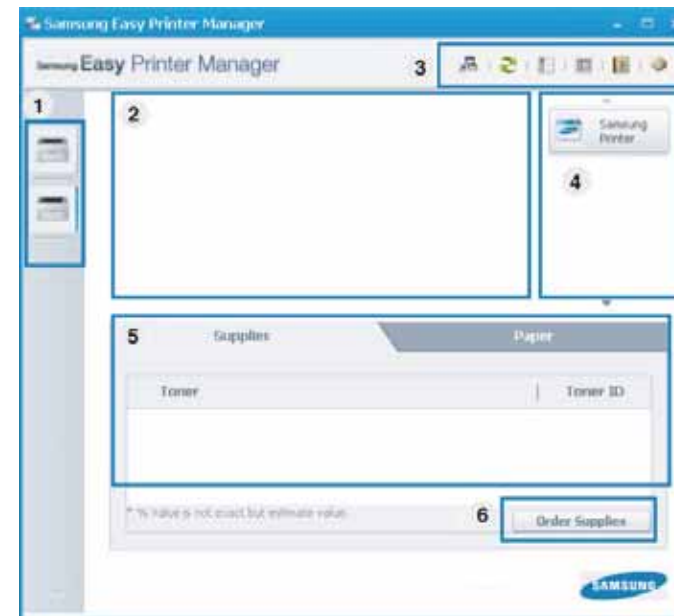 Samsung Easy Printer Manager
Samsung Easy Printer Manager
3
1
2
Samsung
Printer
4
5 Supplies Paper
Toner Toner ID
* % Value is not exact but estimate value.
6 Order Supplies
SAMSUNG